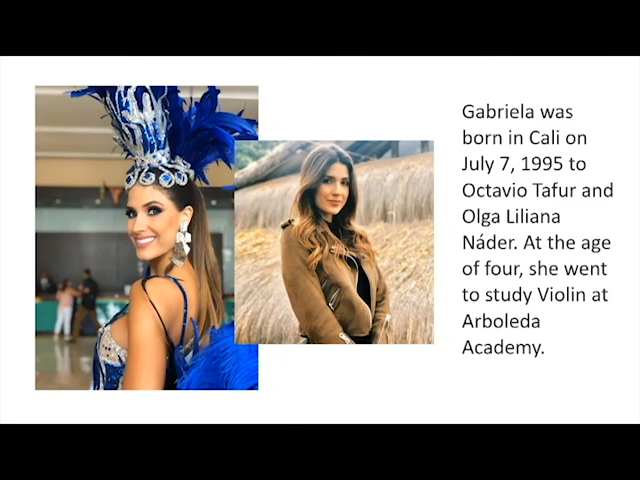 Gabriela was
born in Cali on
July 7, 1995 to
Octavio Tafur and
Olga Liliana
Náder. At the age
of four, she went
to study Violin at
Arboleda
Academy.